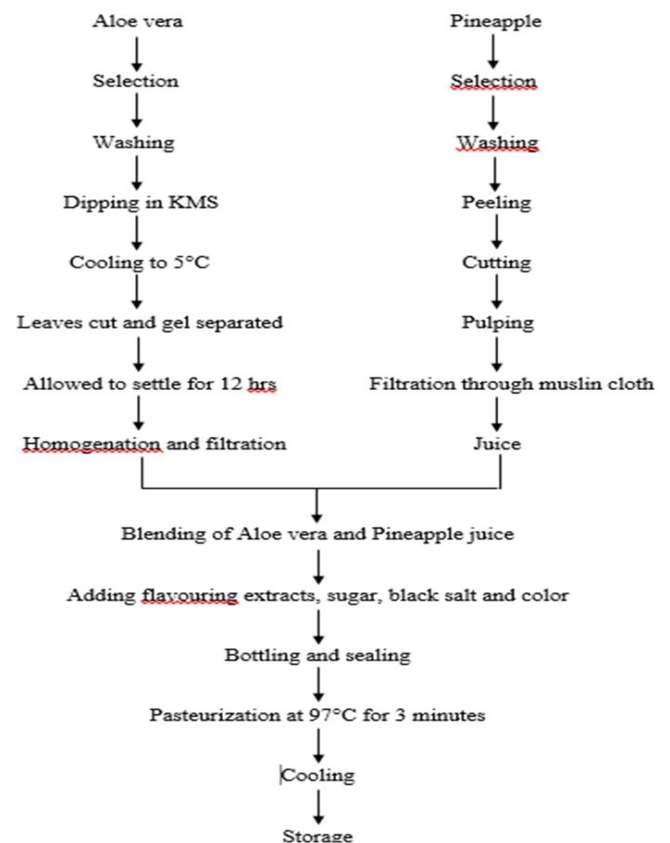 Aloe vera
Selection
Washing
Dipping in KMS
Cooling to 5°C
Leaves cut and gel separated
Allowed to settle for 12 hrs
Homogenation and filtration
Pineapple
Selection
Washing
Peeling
Cutting
Pulping
Filtration through muslin cloth
Juice
Blending of Aloe vera and Pineapple juice
Adding flavouring extracts, sugar, black salt and color
Bottling and sealing
Pasteurization at 97°C for 3 minutes
Cooling
Storage